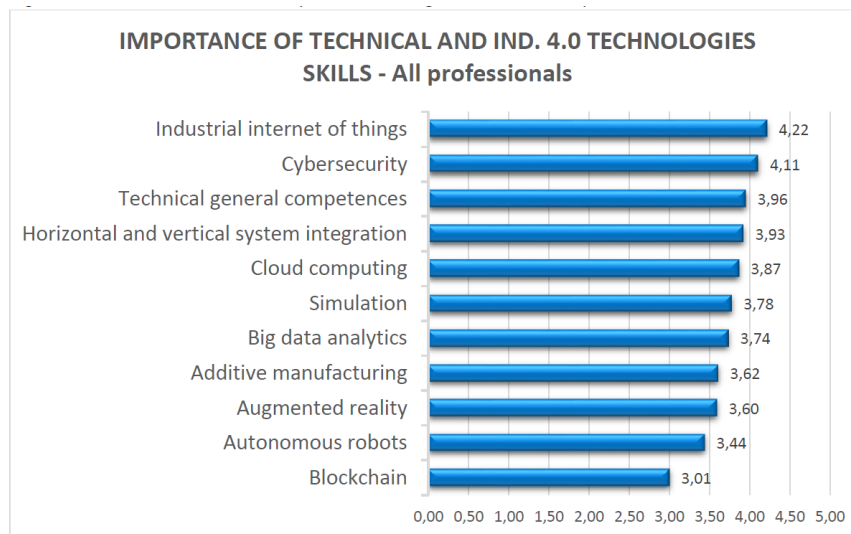 IMPORTANCE OF TECHNICAL AND IND. 4.0 TECHNOLOGIES
SKILLS - All professionals
Industrial internet of things 4,22
Cybersecurity 4,11
Technical general competences 3,96
Horizontal and vertical system integration 3,93
Cloud computing 3,87
Simulation 3,78
Big data analytics 3,74
Additive manufacturing 3,62
Augmented reality 3,60
Autonomous robots 3,44
Blockchain 3,01
0,00 0,50 1,00 1,50 2,00 2,50 3,00 3,50 4,00 4,50 5,00